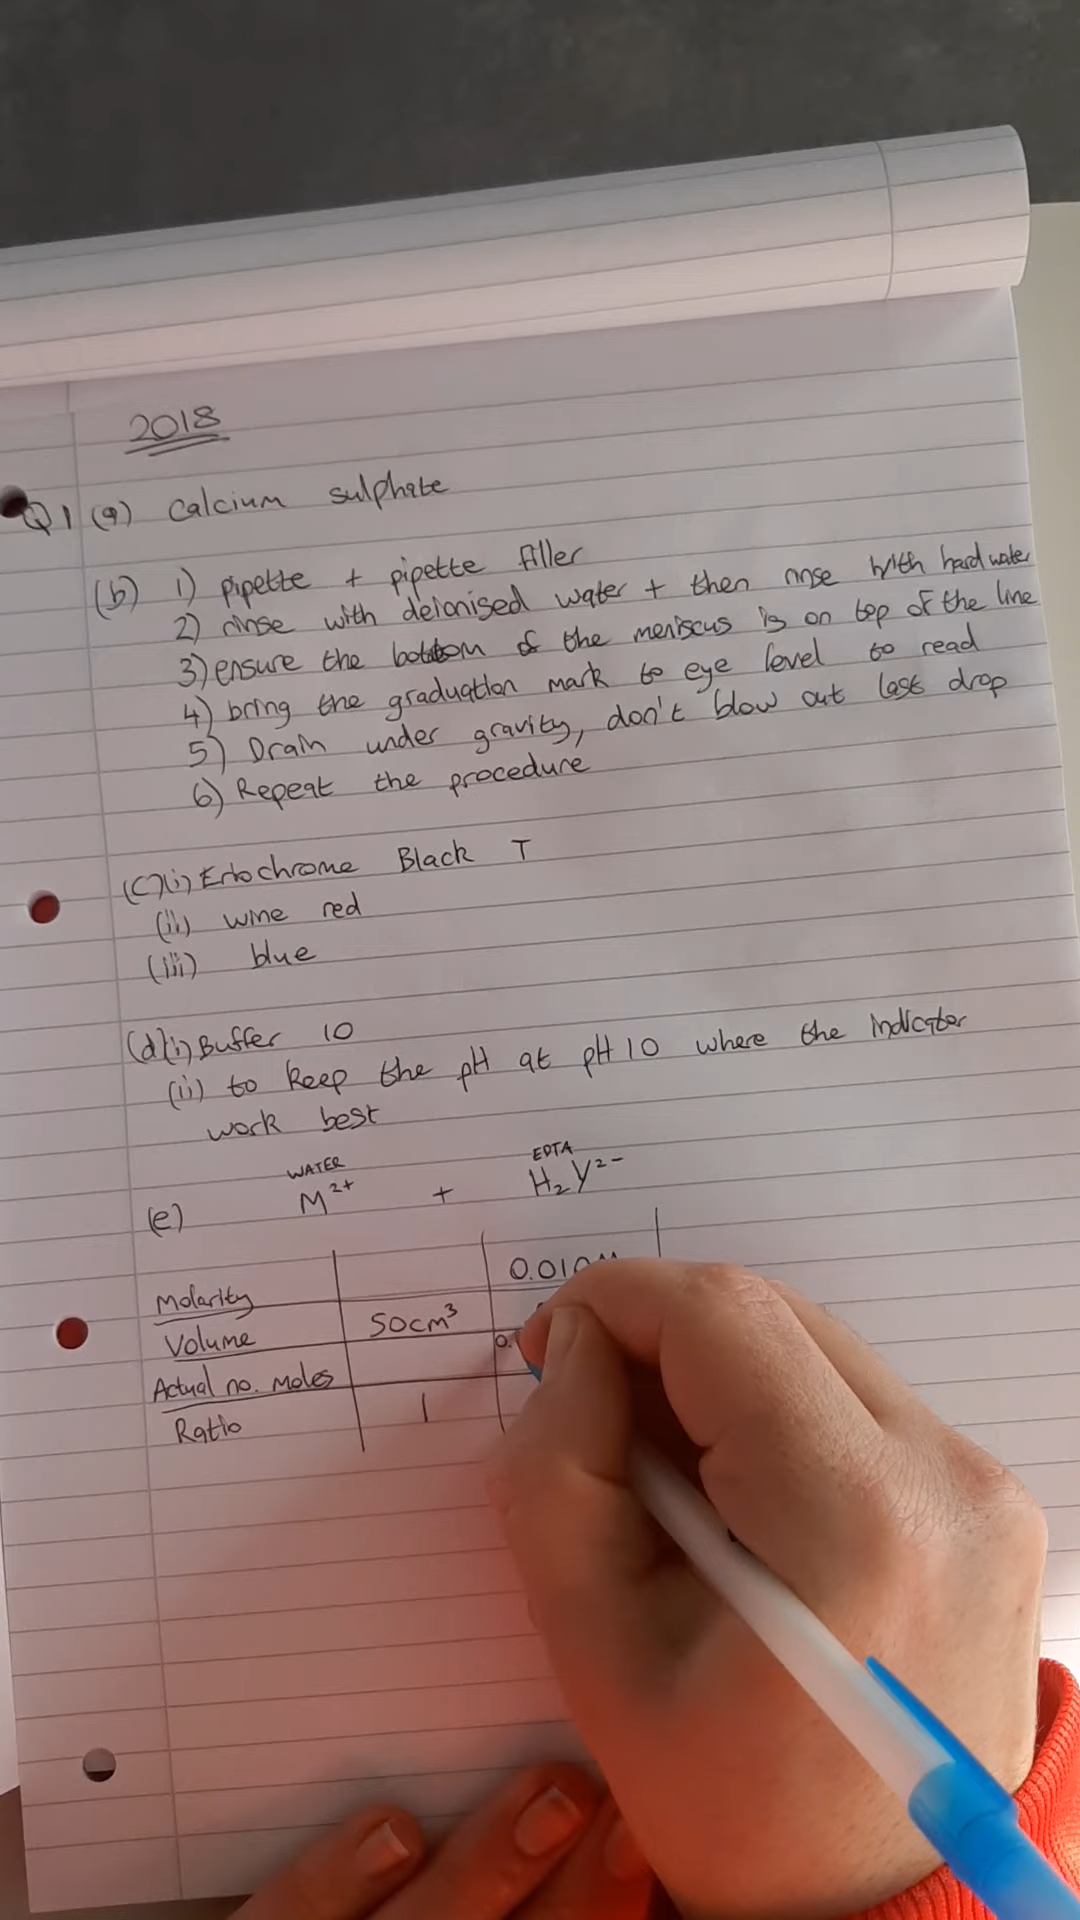 2018
Q1 (a) Calcium sulphate
(b) 1) pipette + pipette filler
2) rinse with deionised water + then rinse with hard water
3) ensure the bottom of the meniscus is on top of the line
4) bring the graduation mark to eye level to read
5) Drain under gravity, don't blow out last drop
6) Repeat the procedure
(c)(i) Eriochrome Black T
(ii) wine red
(iii) blue
(d)(i) Buffer 10
(ii) to keep the pH at pH 10 where the indicator
work best
WATER EDTA
(e) M²⁺ + H₂Y²⁻
Molarity 0.010M
Volume 50cm³
Actual no. moles 0.
Ratio 1